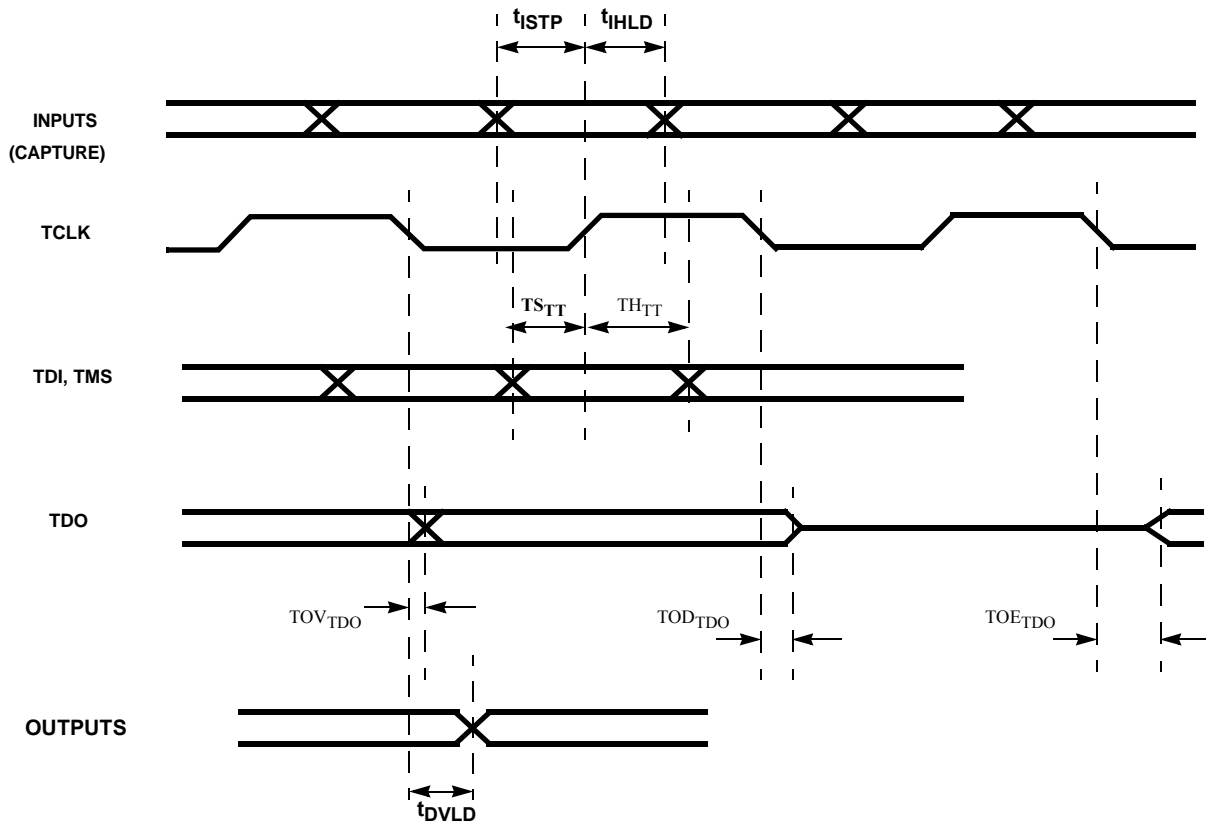 tISTP tIHLD
INPUTS
(CAPTURE)
TCLK
TSTT THTT
TDI, TMS
TDO
TOVTDO TODTDO TOETDO
OUTPUTS
tDVLD